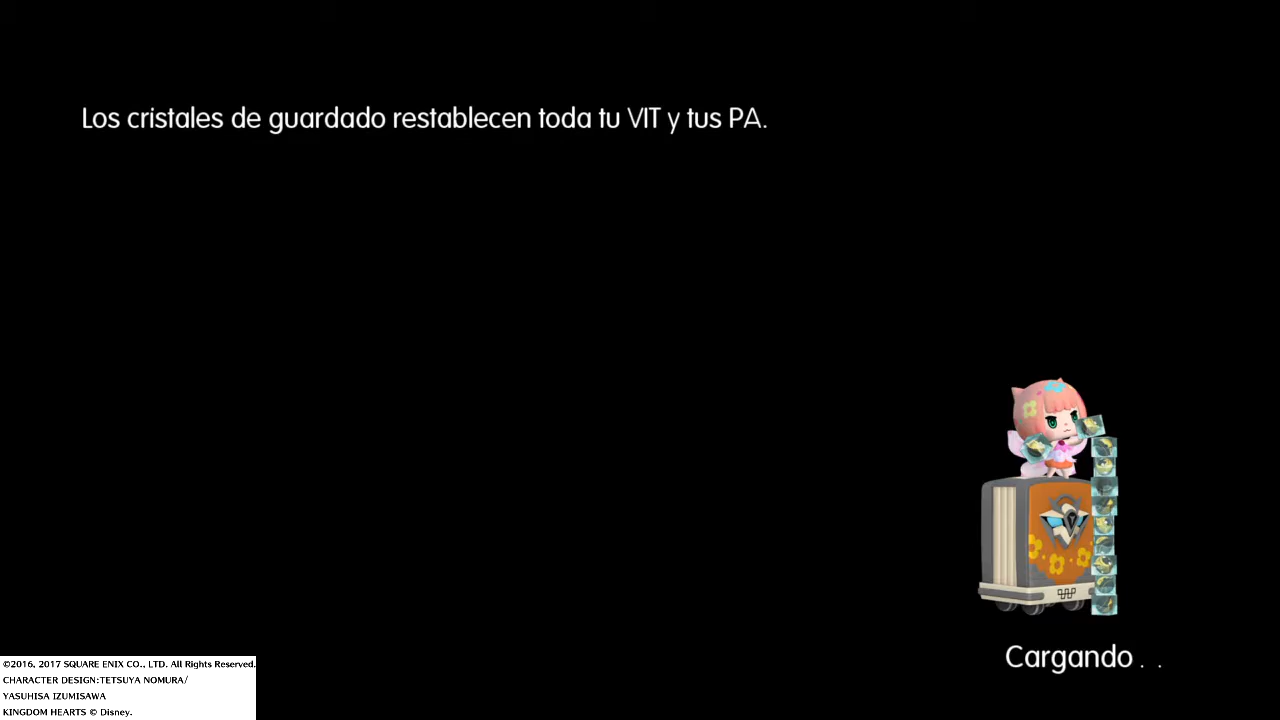 Los cristales de guardado restablecen toda tu VIT y tus PA.
Cargando . .
©2016, 2017 SQUARE ENIX CO., LTD. All Rights Reserved.
CHARACTER DESIGN:TETSUYA NOMURA/
YASUHISA IZUMISAWA
KINGDOM HEARTS © Disney.